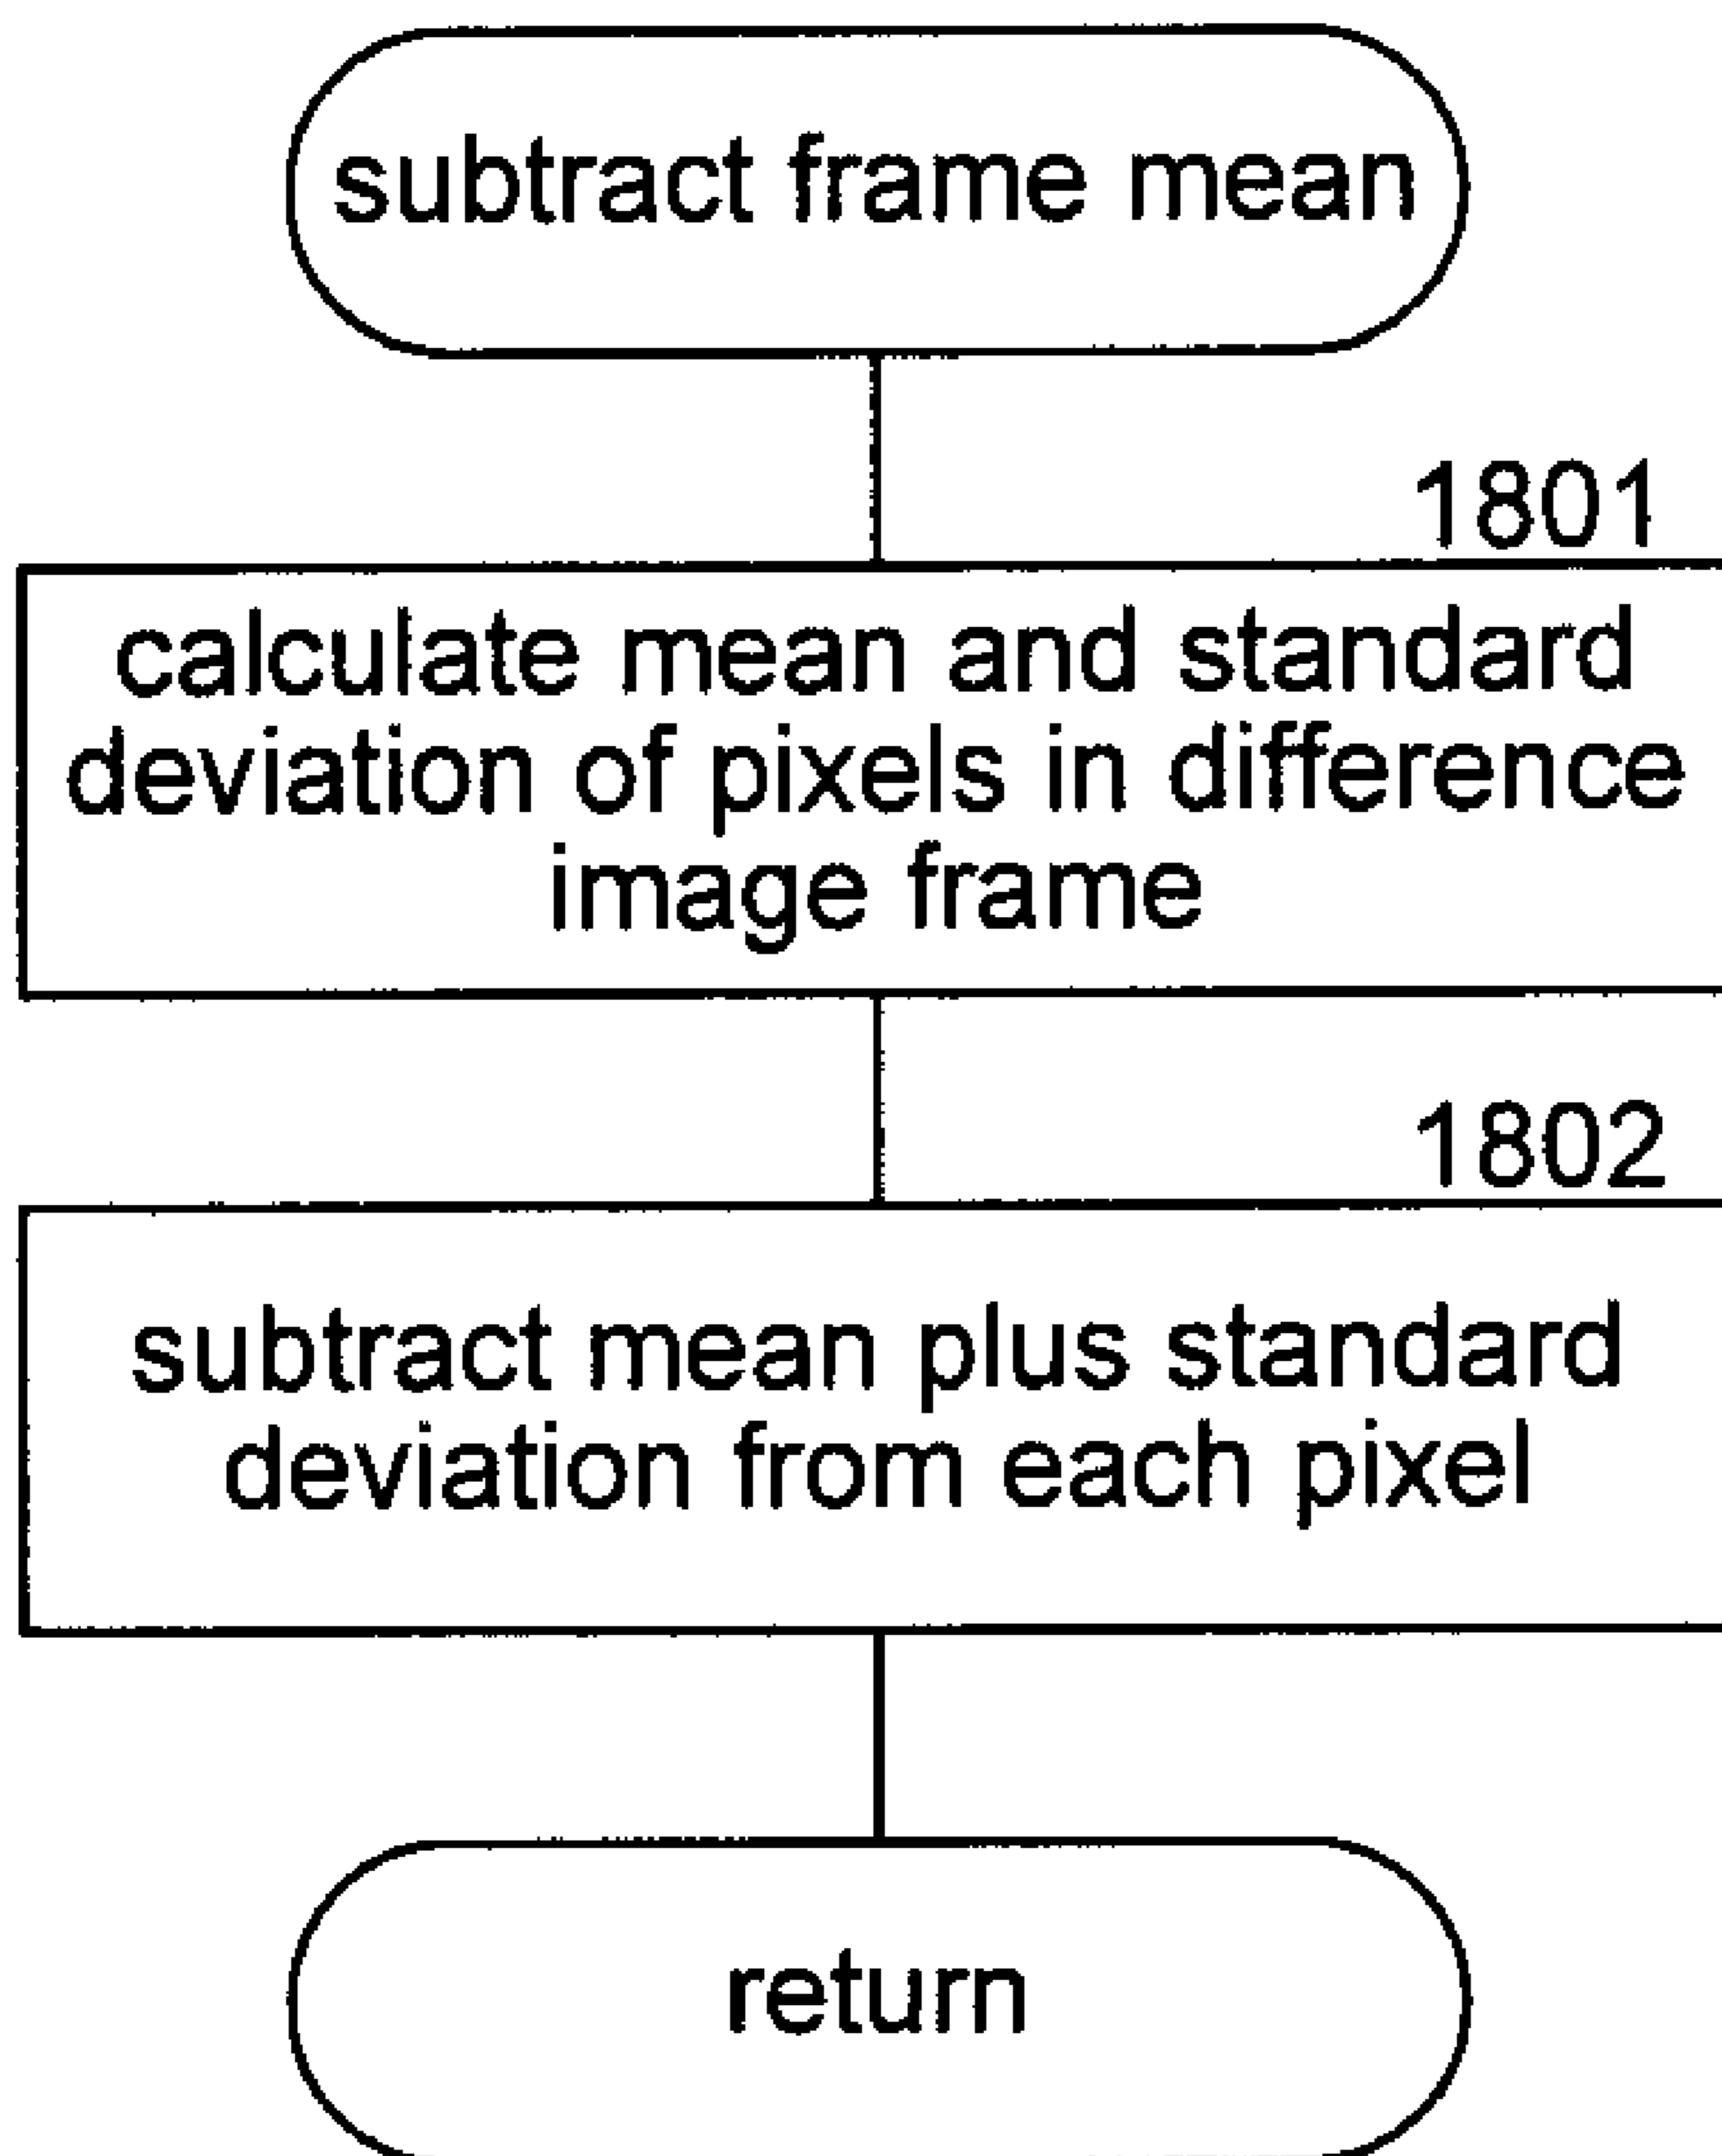 subtract frame mean
1801
calculate mean and standard
deviation of pixels in difference
image frame
1802
subtract mean plus standard
deviation from each pixel
return